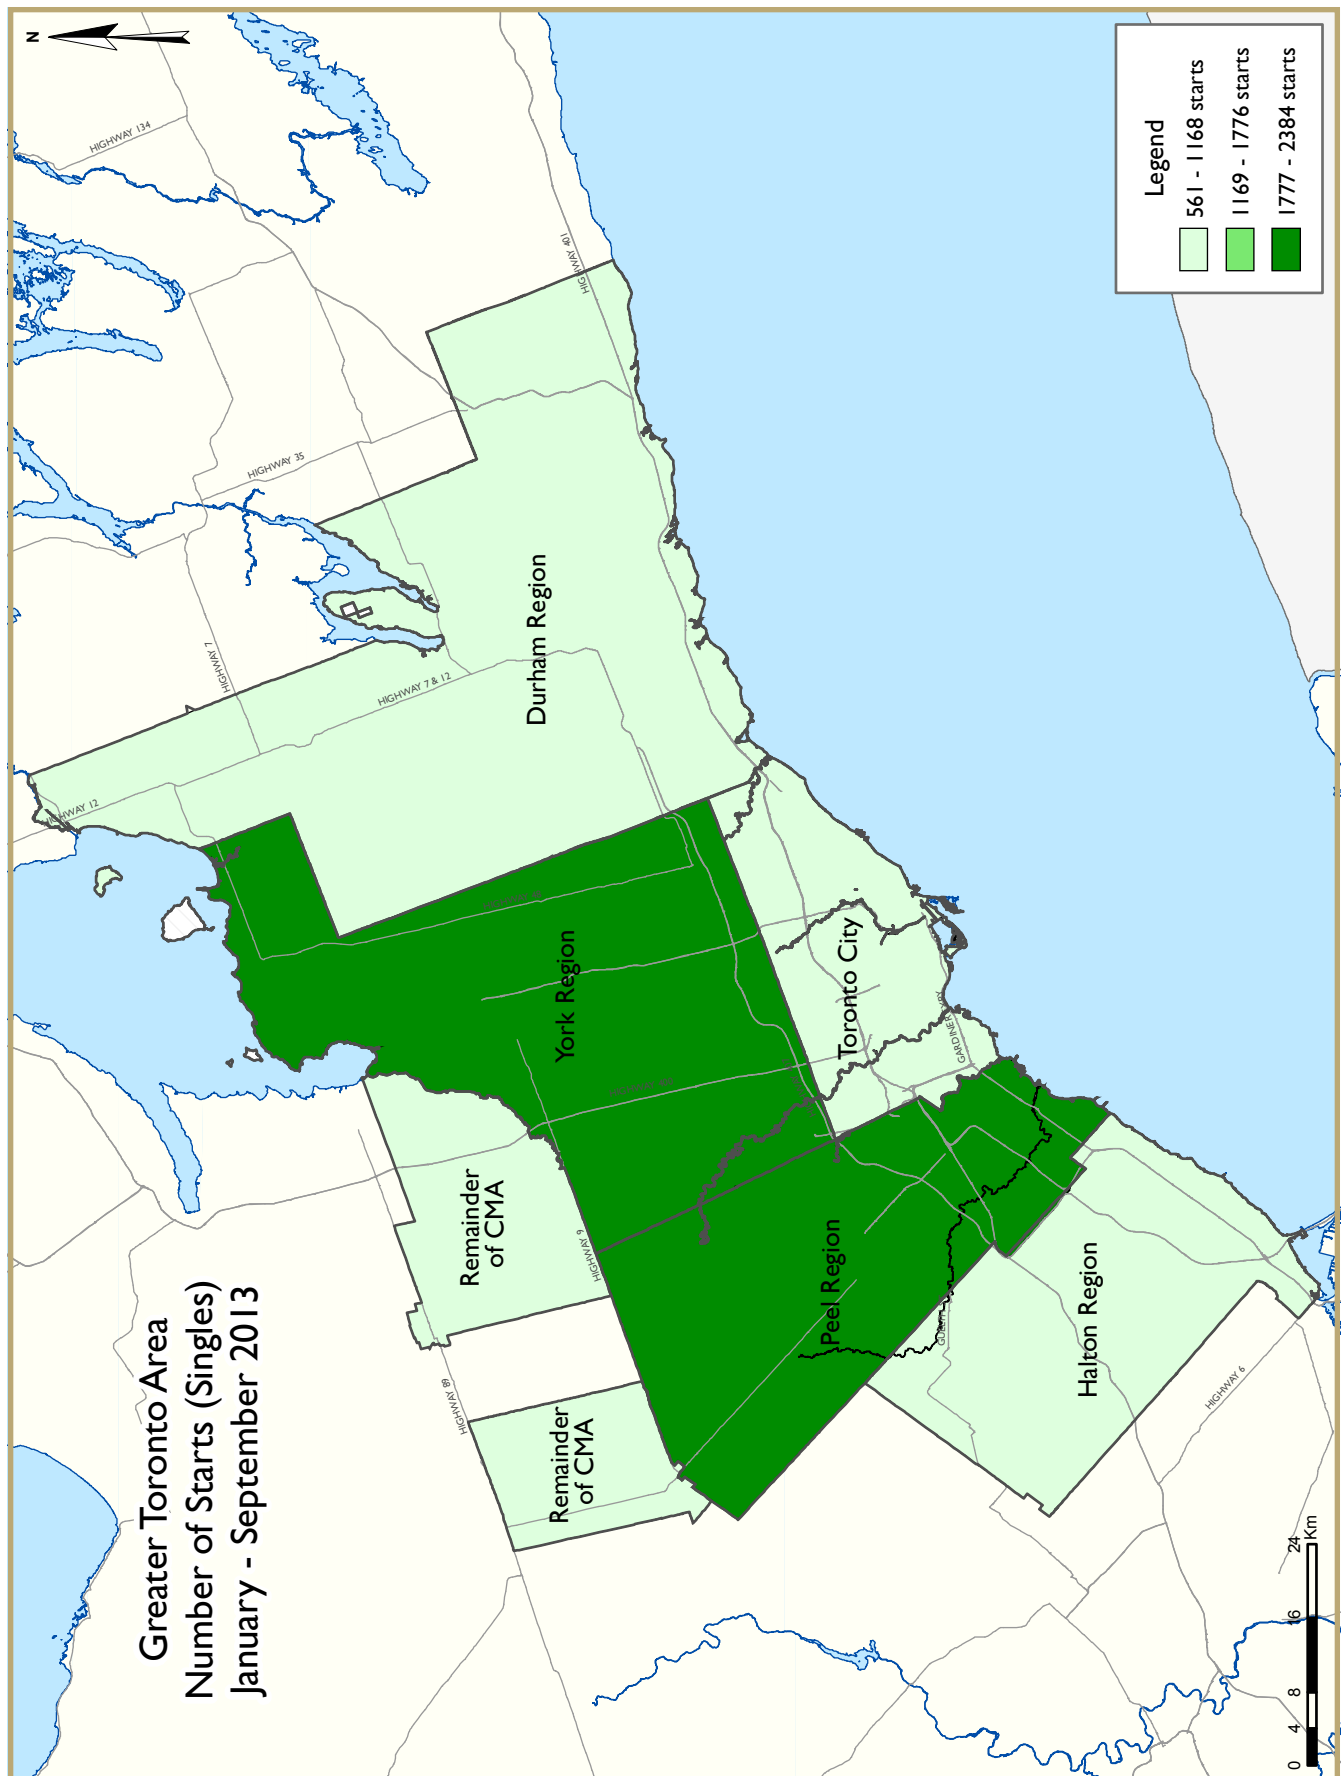 Greater Toronto Area
Number of Starts (Singles)
January - September 2013
N
HIGHWAY 134
HIGHWAY 401
HIGHWAY 35
HIGHWAY 7
HIGHWAY 7 & 12
HIGHWAY 12
Durham Region
York Region
Toronto City
GARDINER
Remainder
of CMA
HIGHWAY 9
HIGHWAY 89
Remainder
of CMA
Peel Region
Halton Region
HIGHWAY 6
Legend
561 - 1168 starts
1169 - 1776 starts
1777 - 2384 starts
0 4 8 16 24
Km